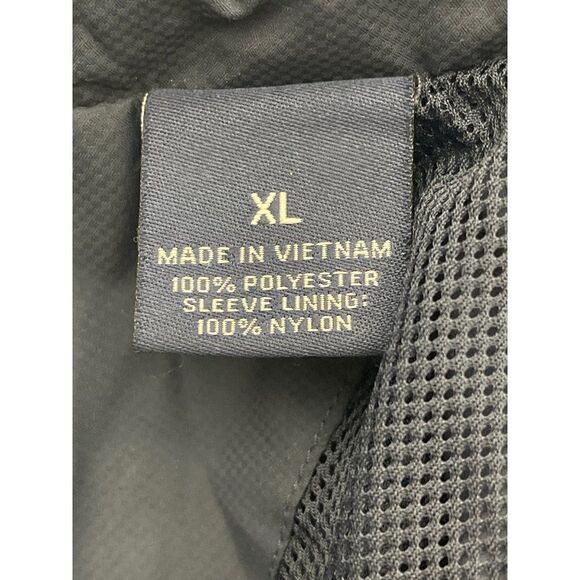 XL
MADE IN VIETNAM
100% POLYESTER
SLEEVE LINING:
100% NYLON